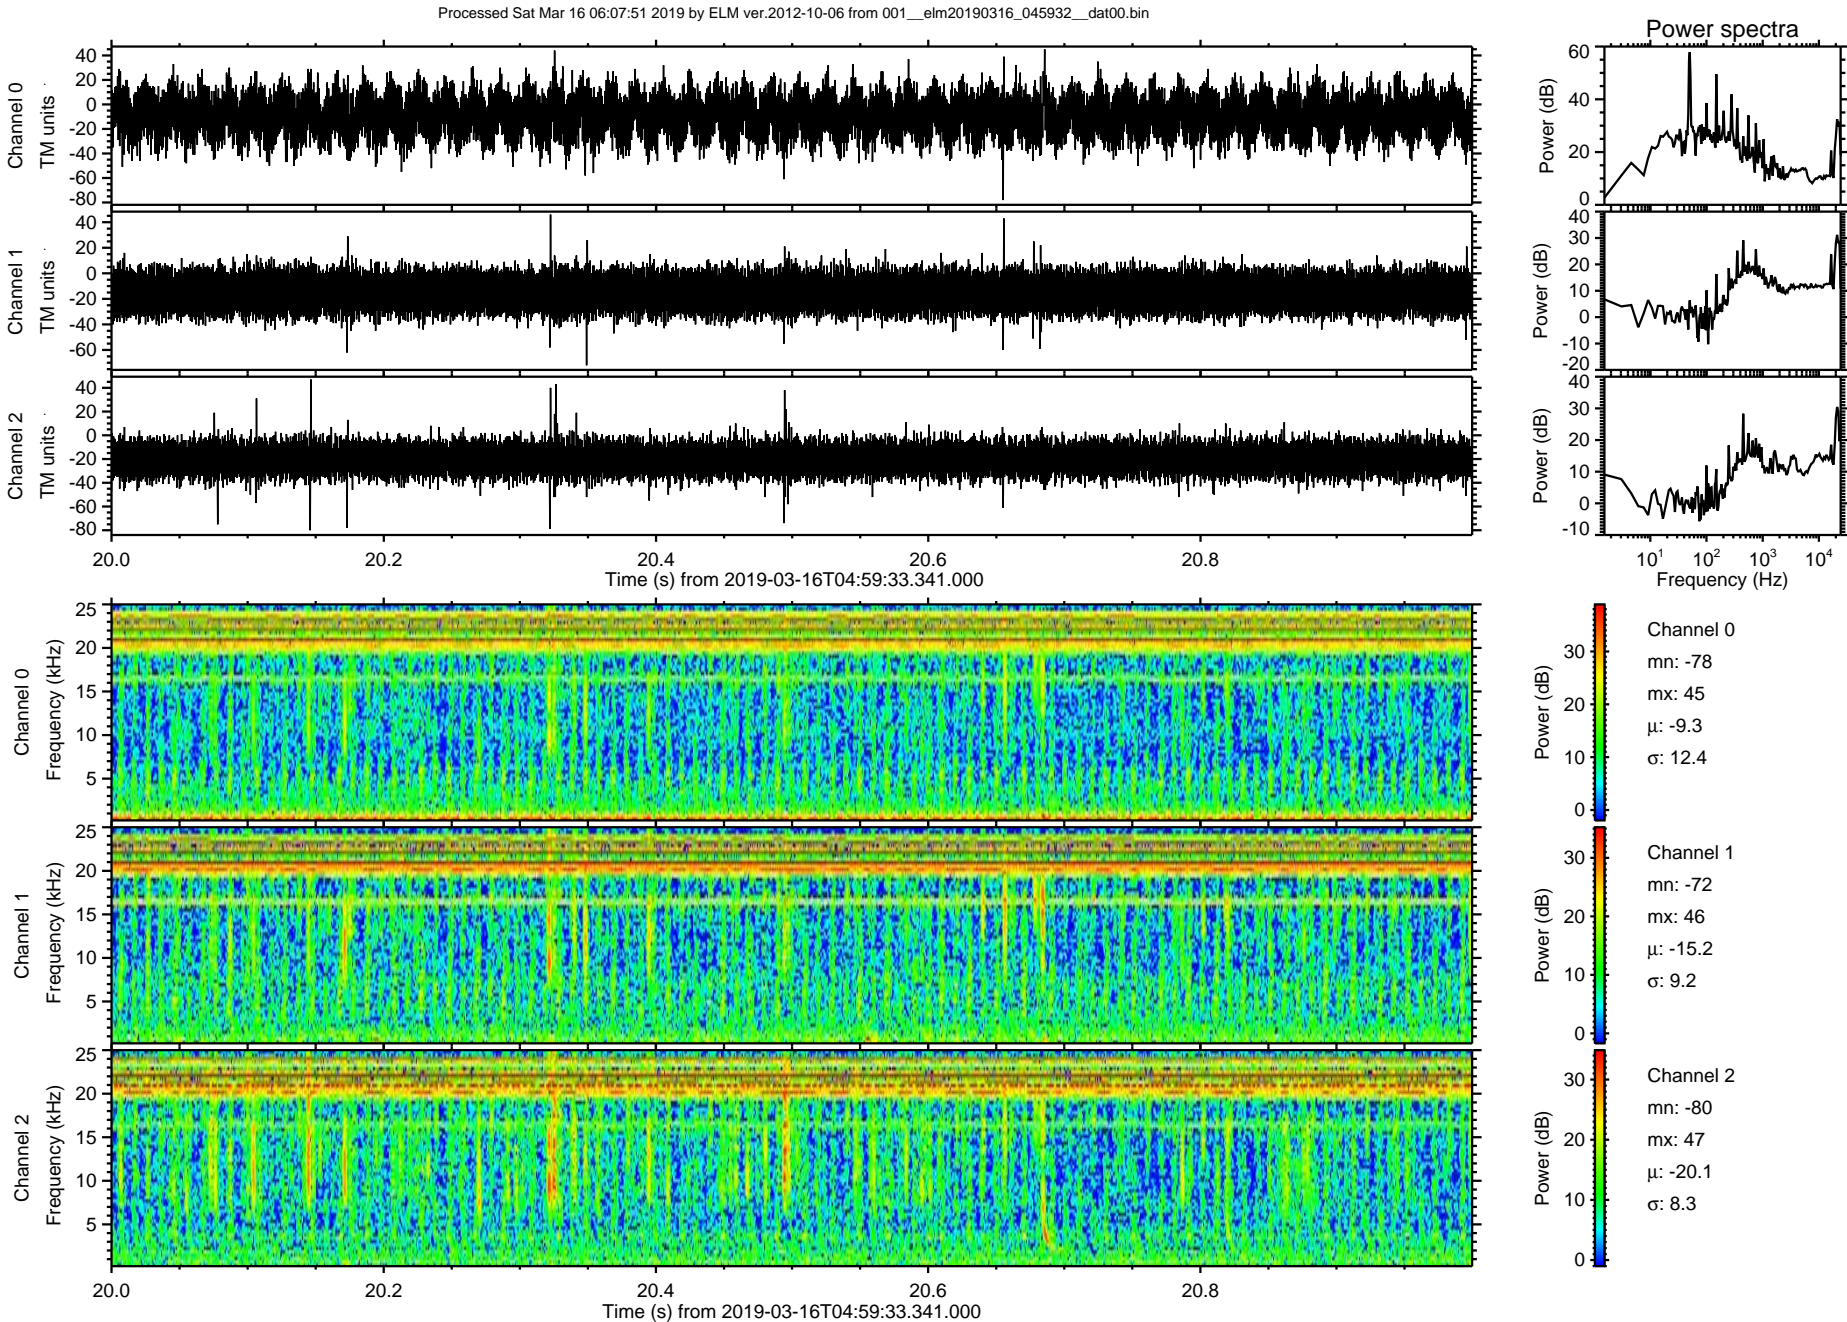 Processed Sat Mar 16 06:07:51 2019 by ELM ver.2012-10-06 from 001__elm20190316_045932__dat00.bin
Power spectra
Channel 0
TM units
40
20
0
-20
-40
-60
-80
Power (dB)
60
40
20
0
Channel 1
TM units
40
20
0
-20
-40
-60
Power (dB)
40
30
20
10
0
-10
-20
Channel 2
TM units
40
20
0
-20
-40
-60
-80
Power (dB)
40
30
20
10
0
-10
20.0 20.2 20.4 20.6 20.8
Time (s) from 2019-03-16T04:59:33.341.000
10¹ 10² 10³ 10⁴
Frequency (Hz)
Channel 0
Frequency (kHz)
25
20
15
10
5
Power (dB)
30
20
10
0
Channel 0
mn: -78
mx: 45
μ: -9.3
σ: 12.4
Channel 1
Frequency (kHz)
25
20
15
10
5
Power (dB)
30
20
10
0
Channel 1
mn: -72
mx: 46
μ: -15.2
σ: 9.2
Channel 2
Frequency (kHz)
25
20
15
10
5
Power (dB)
30
20
10
0
Channel 2
mn: -80
mx: 47
μ: -20.1
σ: 8.3
20.0 20.2 20.4 20.6 20.8
Time (s) from 2019-03-16T04:59:33.341.000